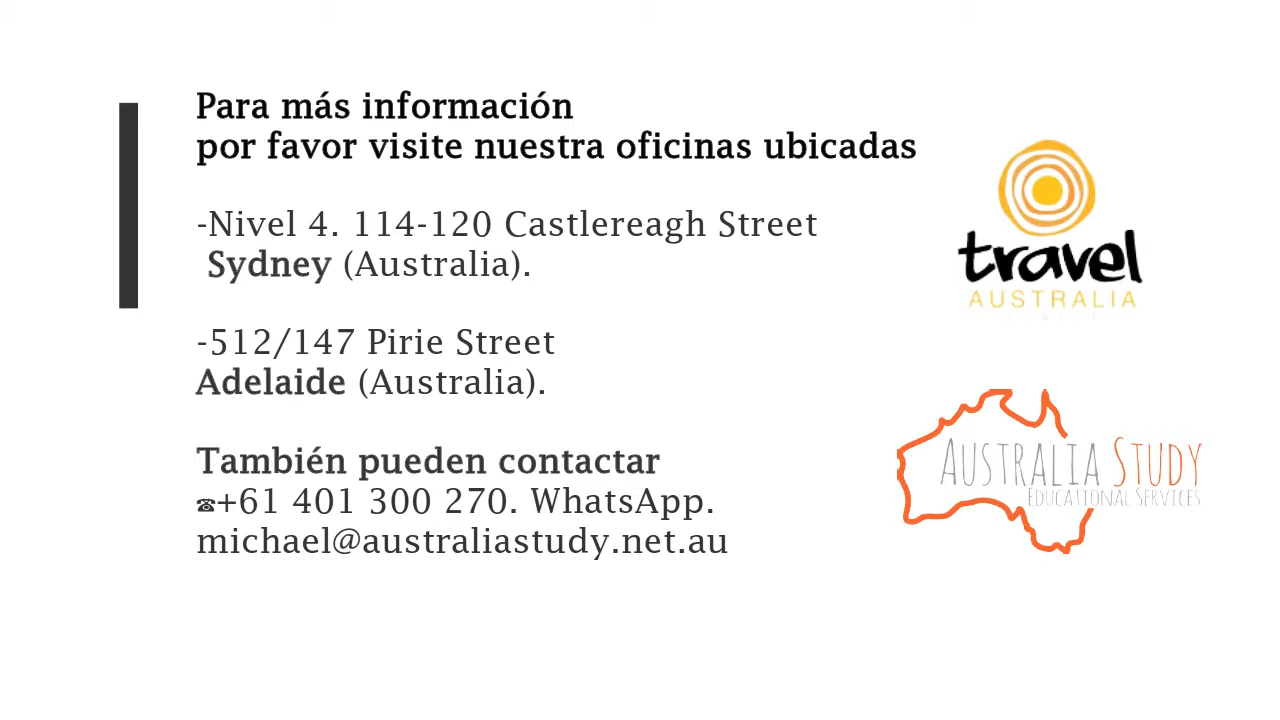 Para más información
por favor visite nuestra oficinas ubicadas
-Nivel 4. 114-120 Castlereagh Street
Sydney (Australia).
-512/147 Pirie Street
Adelaide (Australia).
También pueden contactar
☎+61 401 300 270. WhatsApp.
michael@australiastudy.net.au
travel
AUSTRALIA
AUSTRALIA STUDY
EDUCATIONAL SERVICES